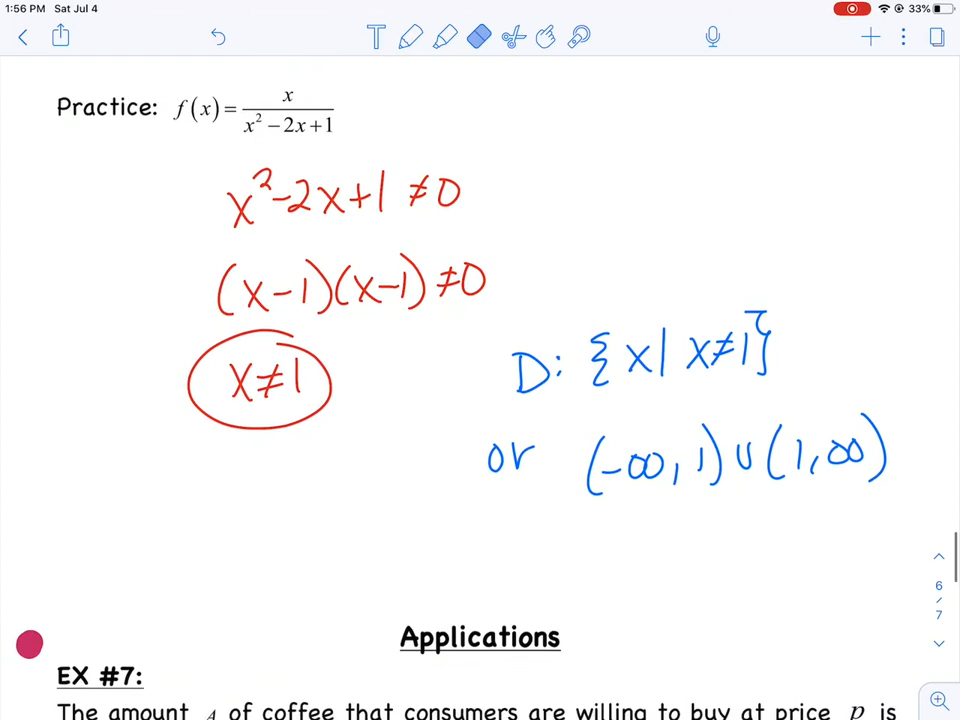 1:56 PM Sat Jul 4 33%
Practice: f(x) = x / (x² − 2x + 1)
x² - 2x + 1 ≠ 0
(x - 1)(x - 1) ≠ 0
x ≠ 1
D: { x | x ≠ 1 }
or (-∞, 1) ∪ (1, ∞)
6 / 7
Applications
EX #7:
The amount A of coffee that consumers are willing to buy at price p is